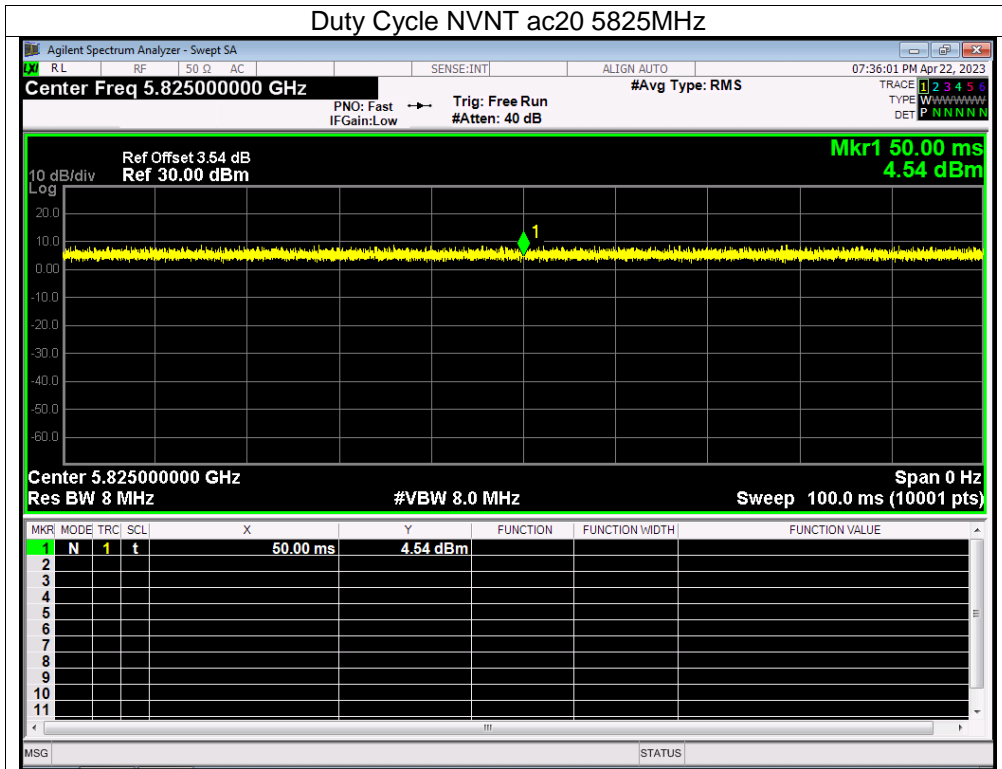 Duty Cycle NVNT ac20 5825MHz
Agilent Spectrum Analyzer - Swept SA
LXI RL RF 50 Ω AC SENSE:INT ALIGN AUTO 07:36:01 PM Apr 22, 2023
Center Freq 5.825000000 GHz #Avg Type: RMS TRACE 1 2 3 4 5 6
PNO: Fast Trig: Free Run TYPE WWWWWW
IFGain:Low #Atten: 40 dB DET P N N N N N
Mkr1 50.00 ms
Ref Offset 3.54 dB
10 dB/div Ref 30.00 dBm 4.54 dBm
Log
20.0
1
10.0
0.00
-10.0
-20.0
-30.0
-40.0
-50.0
-60.0
Center 5.825000000 GHz Span 0 Hz
Res BW 8 MHz #VBW 8.0 MHz Sweep 100.0 ms (10001 pts)
MKR MODE TRC SCL X Y FUNCTION FUNCTION WIDTH FUNCTION VALUE
1 N 1 t 50.00 ms 4.54 dBm
2
3
4
5
6
7
8
9
10
11
MSG STATUS